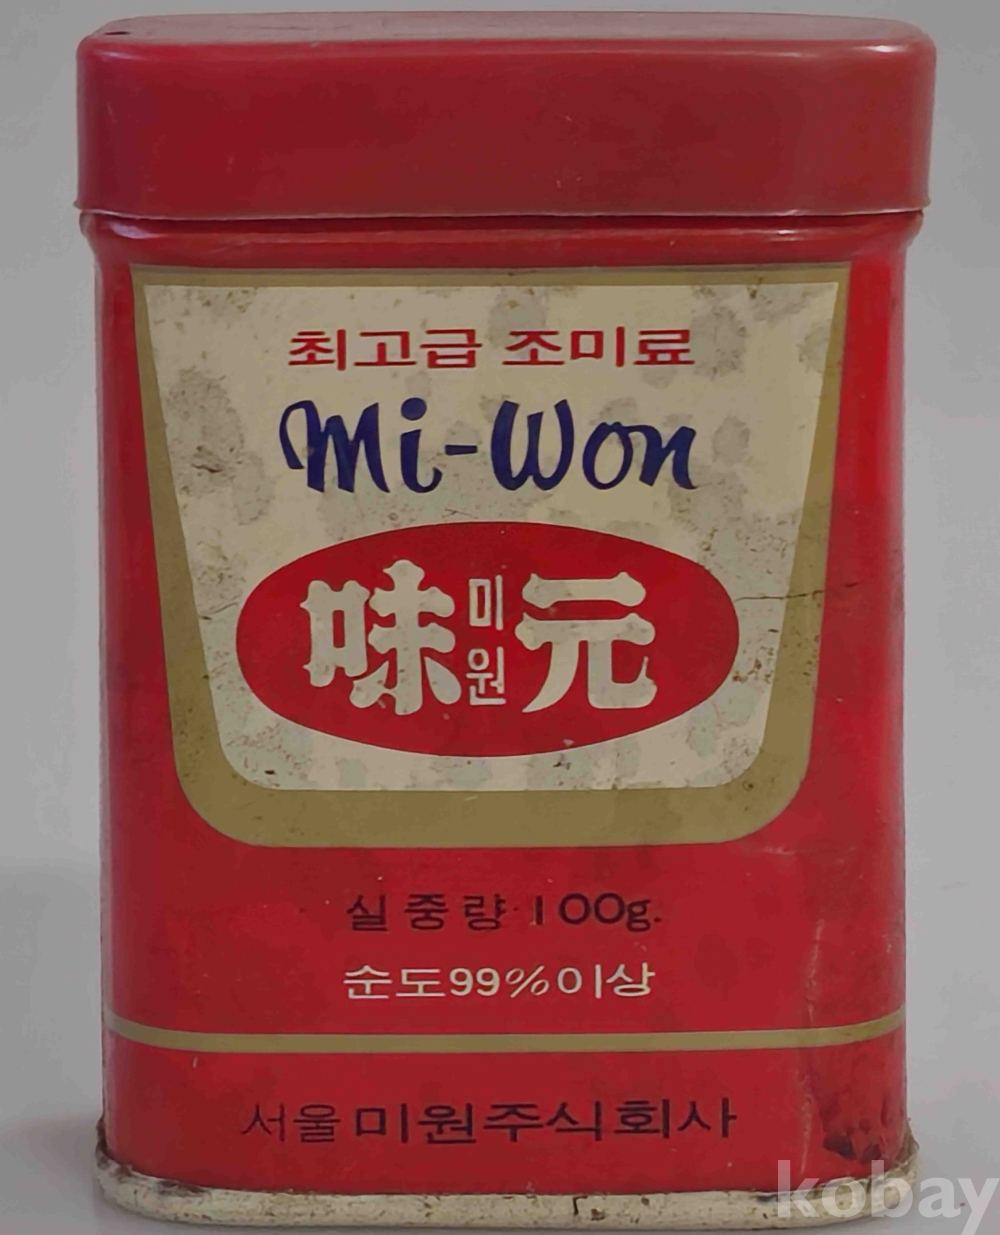 최고급 조미료
Mi-Won
味 미원 元
실중량 100g.
순도99%이상
서울미원주식회사
kobay